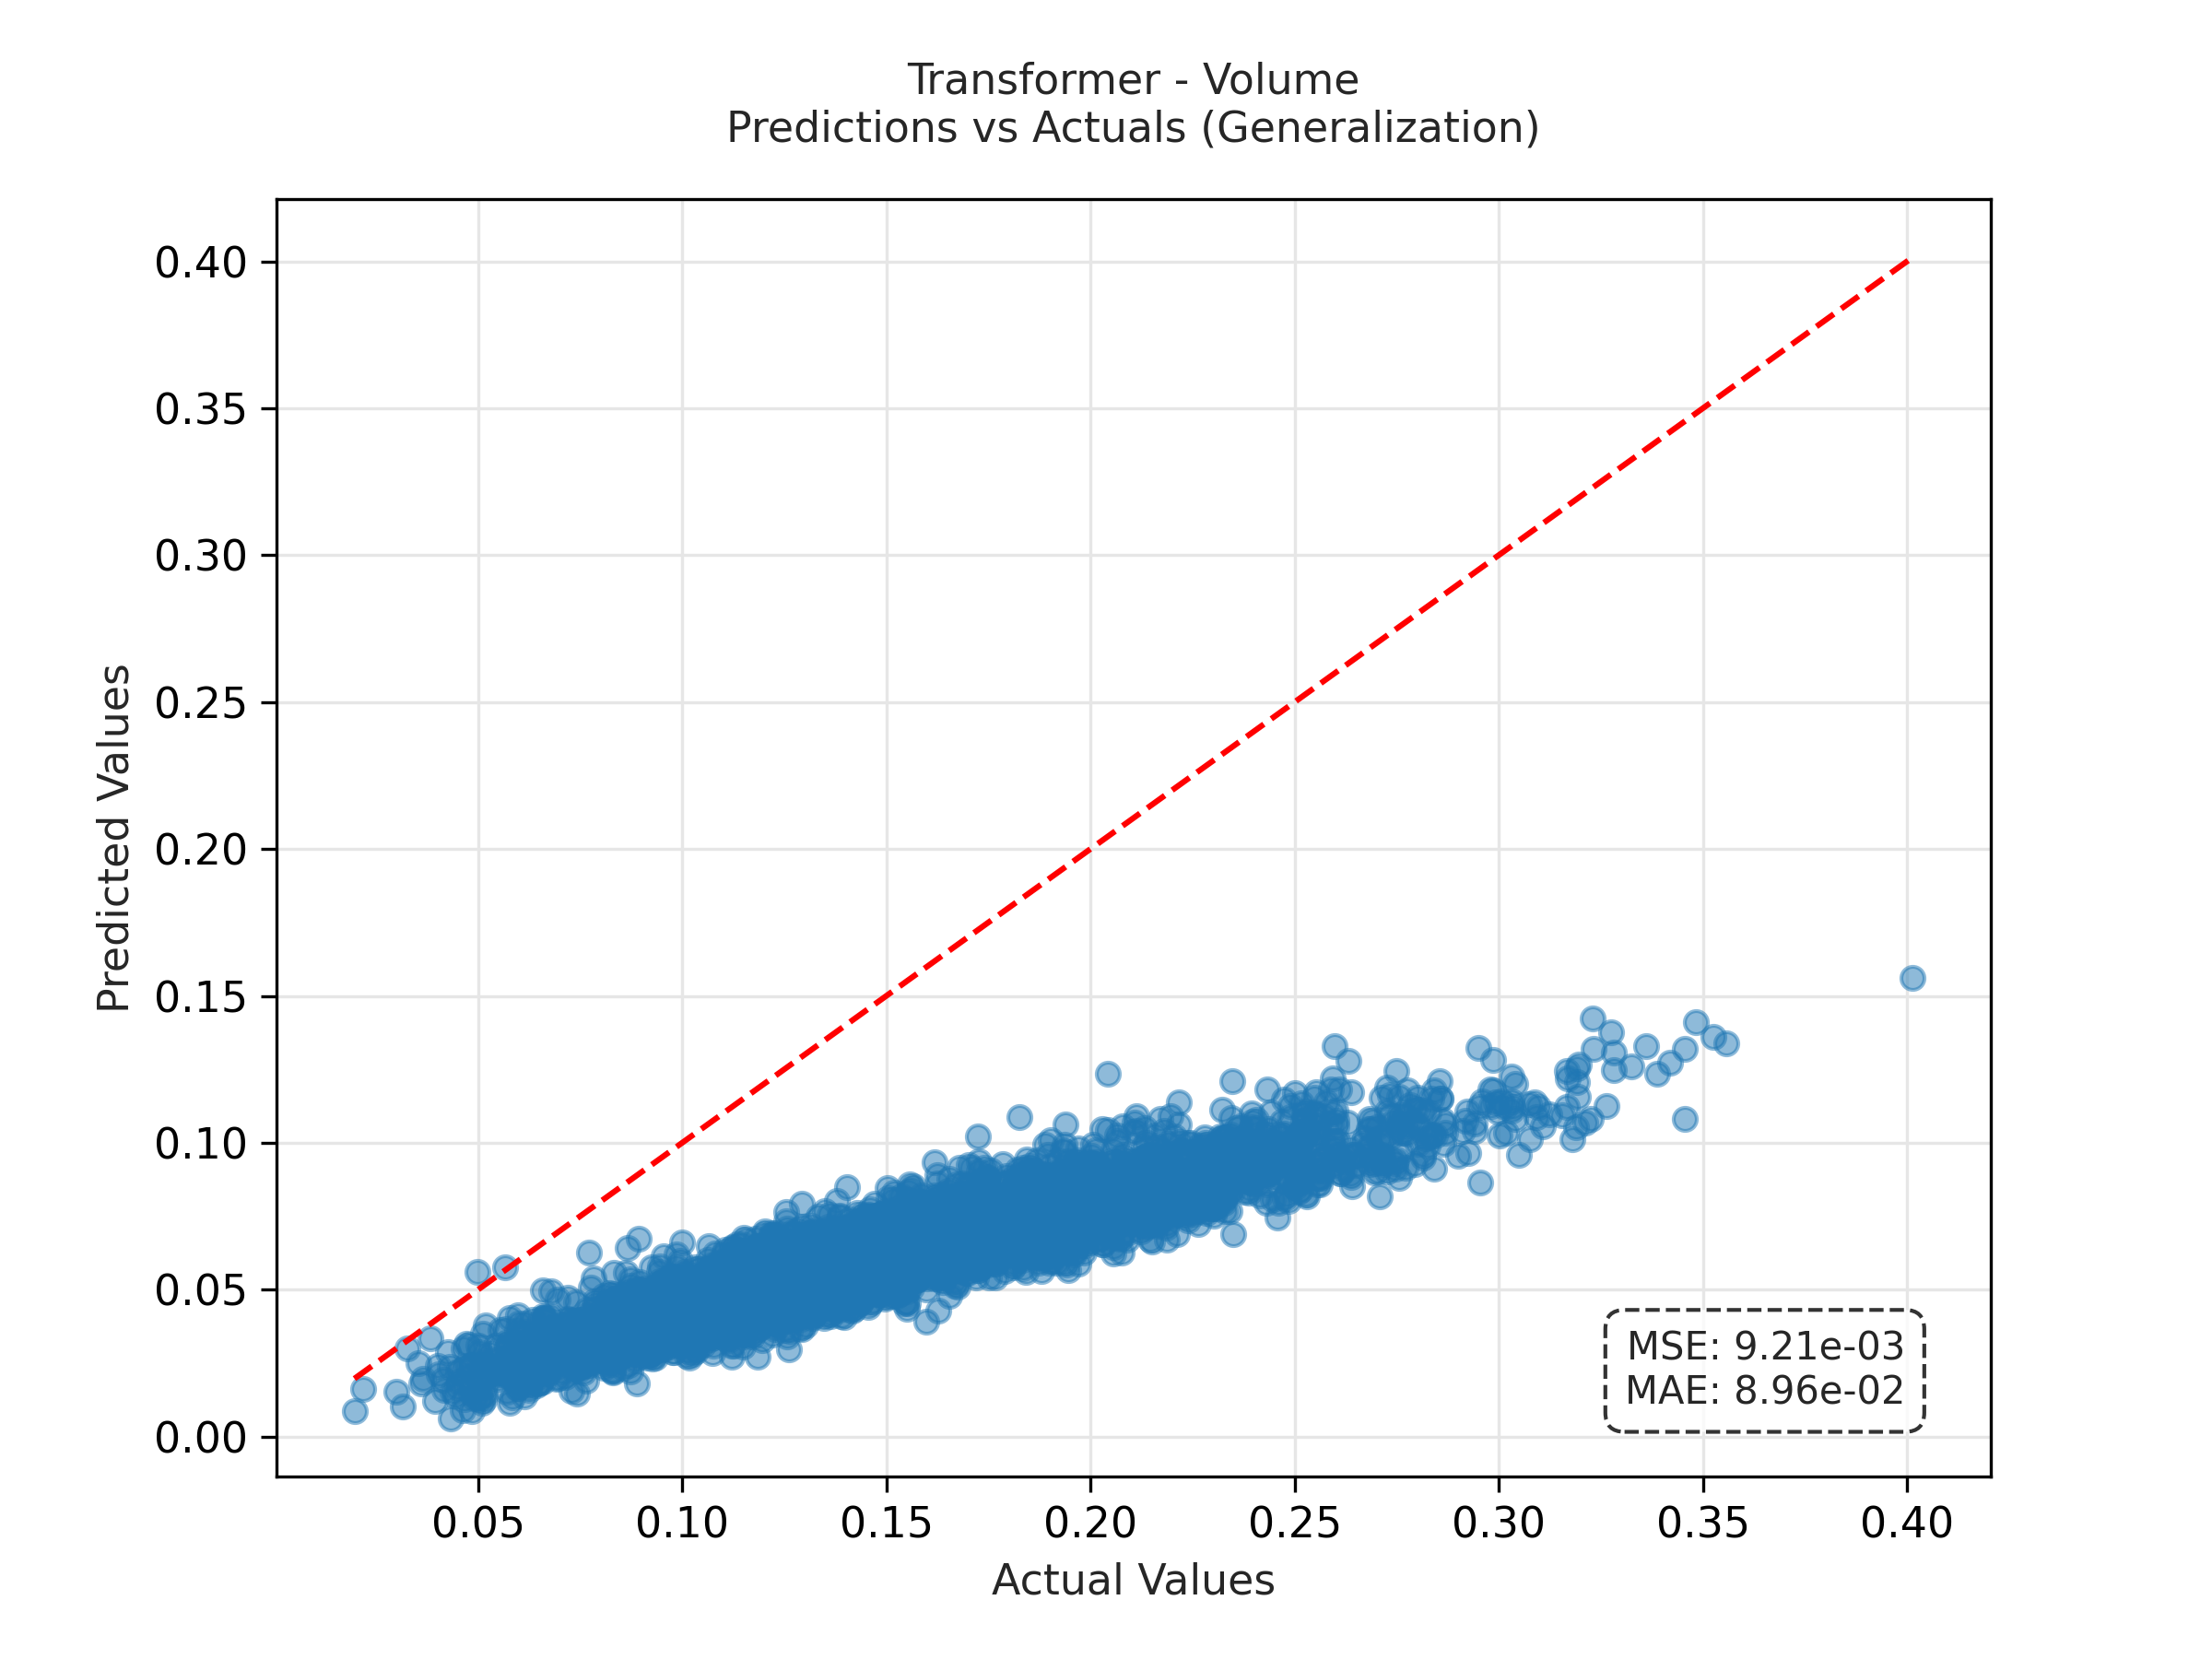 Transformer - Volume
Predictions vs Actuals (Generalization)
Predicted Values
0.40
0.35
0.30
0.25
0.20
0.15
0.10
0.05
0.00
MSE: 9.21e-03
MAE: 8.96e-02
0.05 0.10 0.15 0.20 0.25 0.30 0.35 0.40
Actual Values